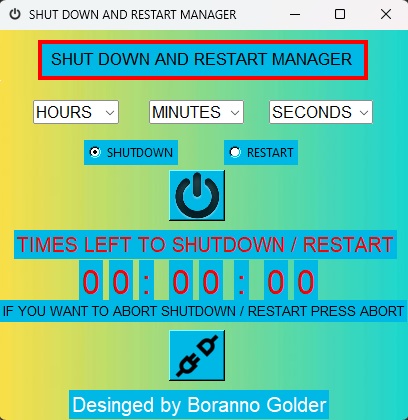 SHUT DOWN AND RESTART MANAGER
SHUT DOWN AND RESTART MANAGER
HOURS MINUTES SECONDS
SHUTDOWN RESTART
TIMES LEFT TO SHUTDOWN / RESTART
00:00:00
IF YOU WANT TO ABORT SHUTDOWN / RESTART PRESS ABORT
Desinged by Boranno Golder